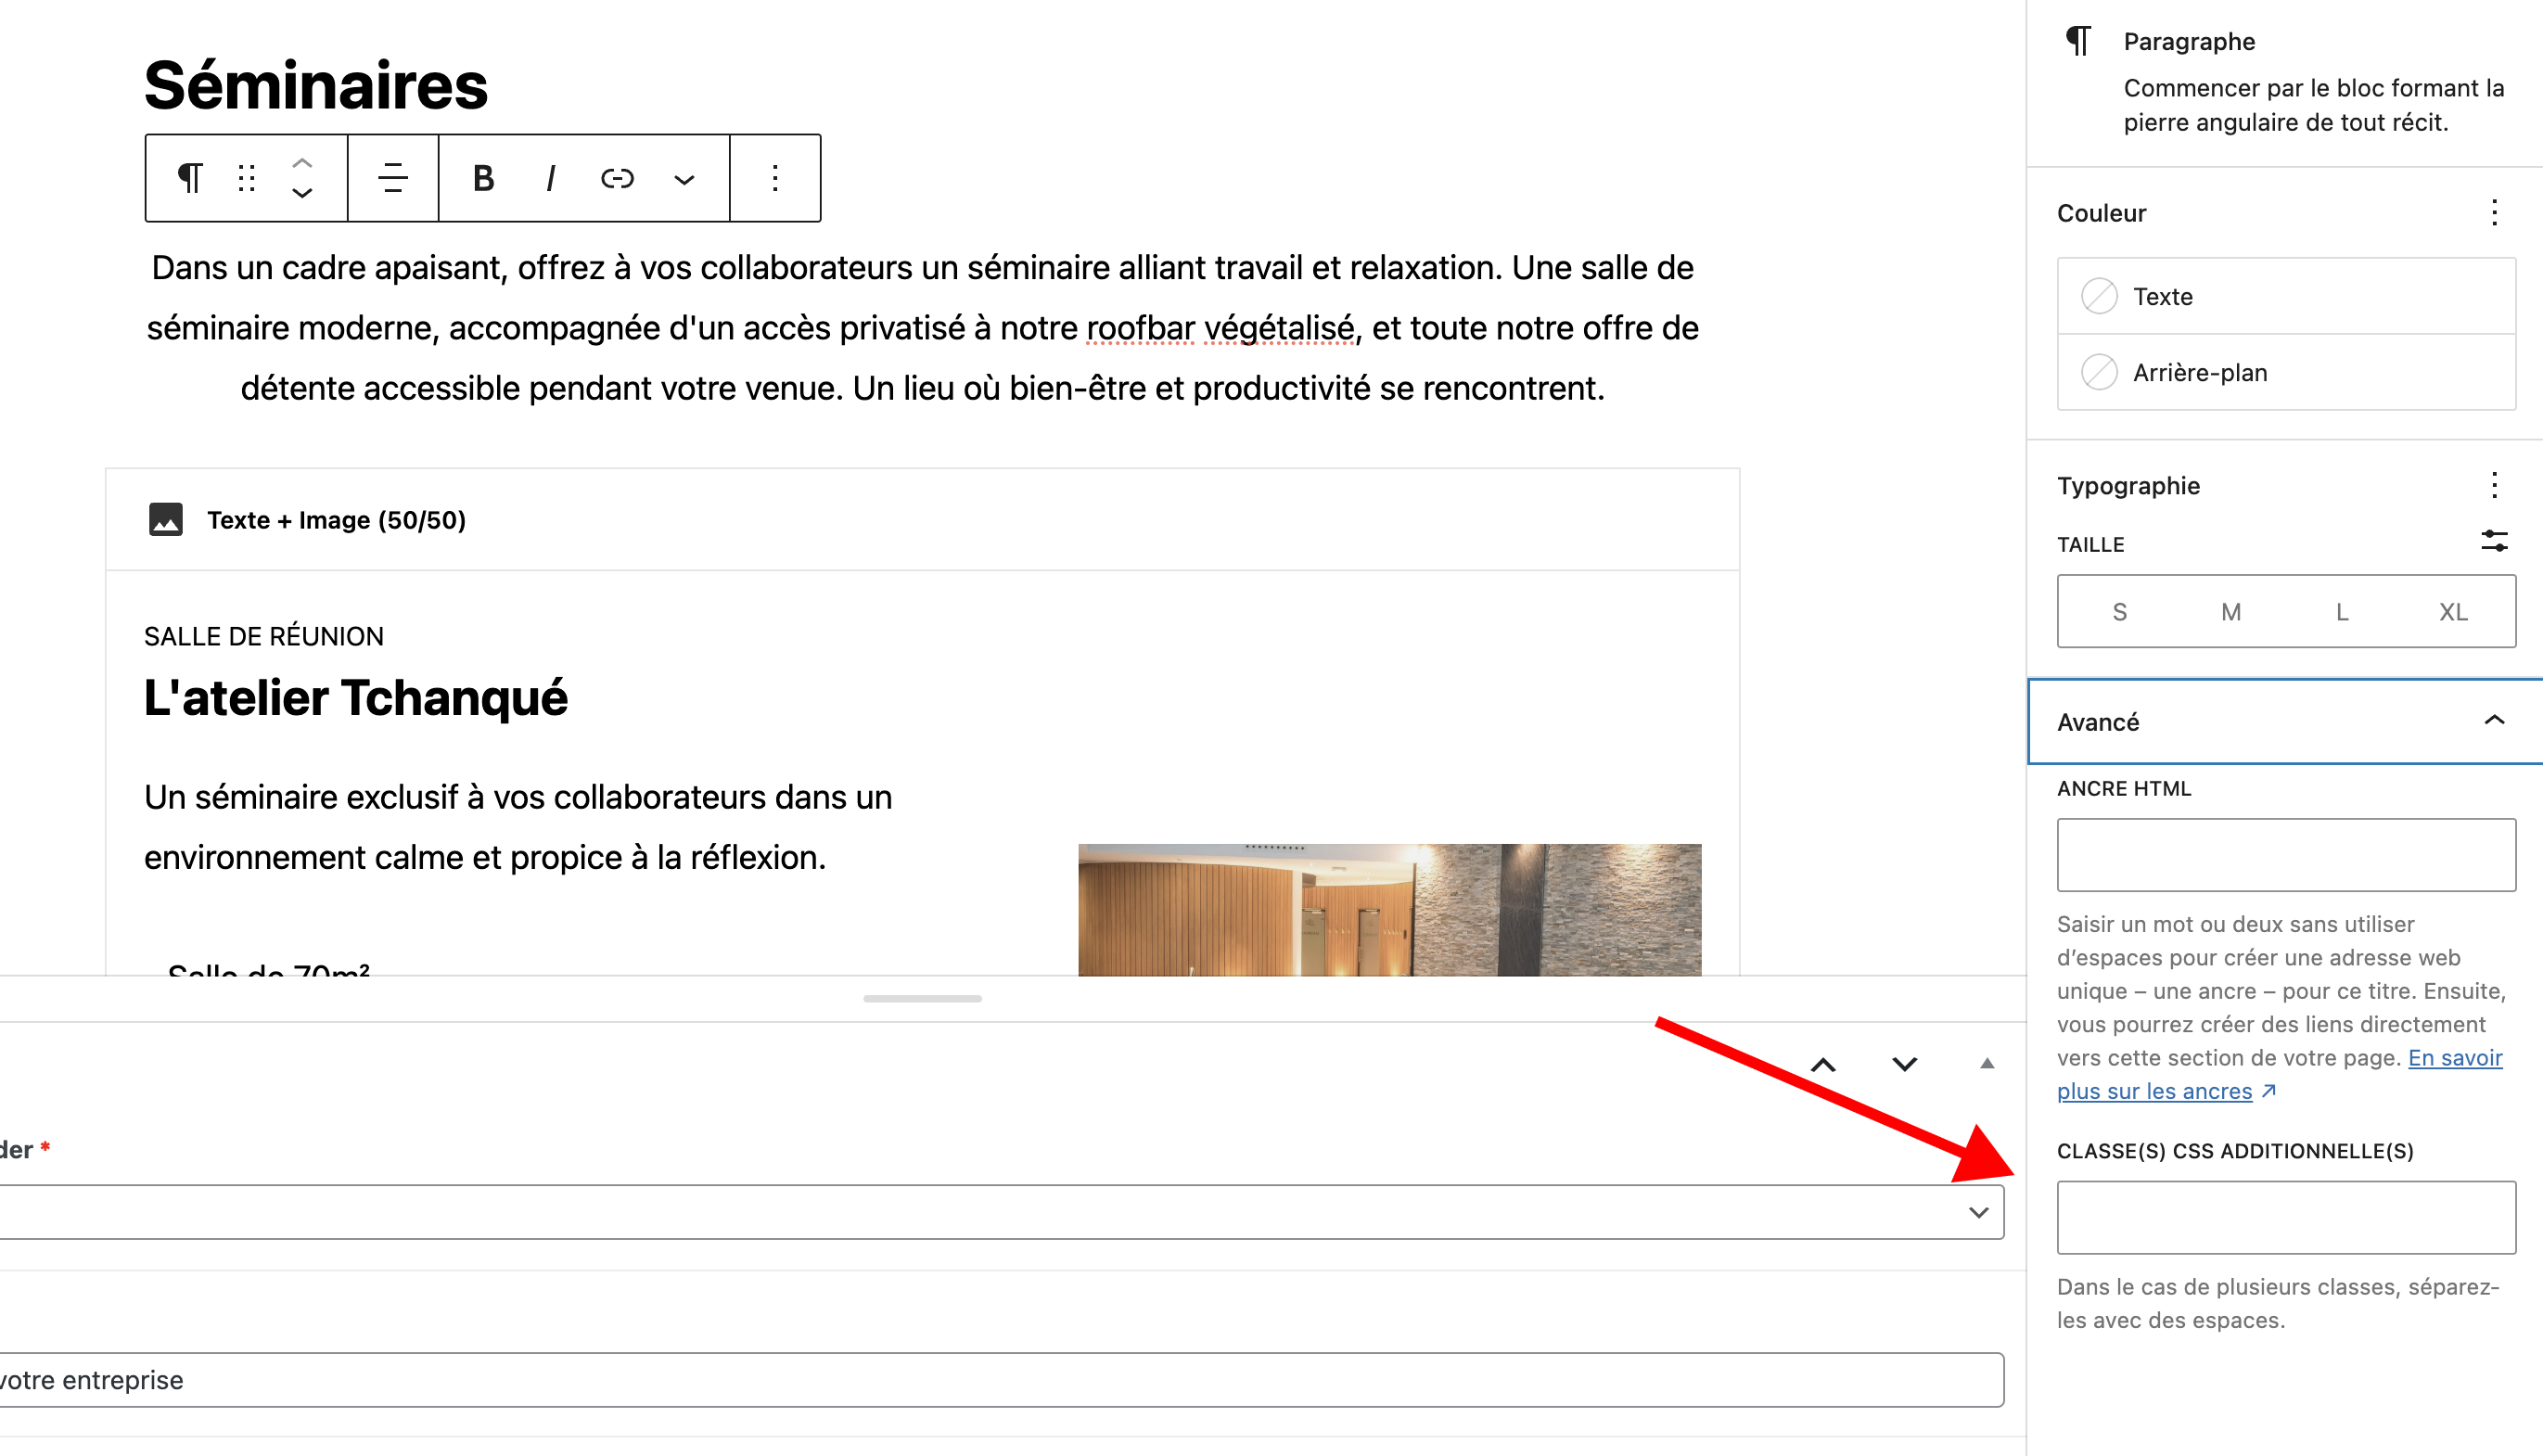 Séminaires
B I
Dans un cadre apaisant, offrez à vos collaborateurs un séminaire alliant travail et relaxation. Une salle de
séminaire moderne, accompagnée d'un accès privatisé à notre roofbar végétalisé, et toute notre offre de
détente accessible pendant votre venue. Un lieu où bien-être et productivité se rencontrent.
Texte + Image (50/50)
SALLE DE RÉUNION
L'atelier Tchanqué
Un séminaire exclusif à vos collaborateurs dans un
environnement calme et propice à la réflexion.
Salle de 70m²
der *
votre entreprise
Paragraphe
Commencer par le bloc formant la
pierre angulaire de tout récit.
Couleur
Texte
Arrière-plan
Typographie
TAILLE
S M L XL
Avancé
ANCRE HTML
Saisir un mot ou deux sans utiliser
d’espaces pour créer une adresse web
unique – une ancre – pour ce titre. Ensuite,
vous pourrez créer des liens directement
vers cette section de votre page. En savoir
plus sur les ancres ↗
CLASSE(S) CSS ADDITIONNELLE(S)
Dans le cas de plusieurs classes, séparez-
les avec des espaces.